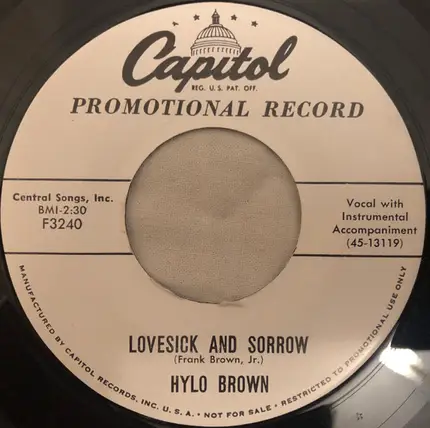 Capitol
REG. U.S. PAT. OFF.
PROMOTIONAL RECORD
Central Songs, Inc.
BMI-2:30
F3240
Vocal with
Instrumental
Accompaniment
(45-13119)
LOVESICK AND SORROW
(Frank Brown, Jr.)
HYLO BROWN
MANUFACTURED BY CAPITOL RECORDS, INC. U.S.A. • NOT FOR SALE • RESTRICTED TO PROMOTIONAL USE ONLY